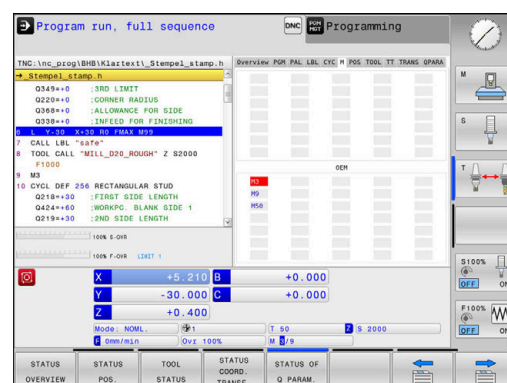 Program run, full sequence
DNC
PGM MGT
Programming
TNC:\nc_prog\BHB\Klartext\_Stempel_stamp.h
→_Stempel_stamp.h
Q349=+0 ;3RD LIMIT
Q220=+0 ;CORNER RADIUS
Q368=+0 ;ALLOWANCE FOR SIDE
Q338=+0 ;INFEED FOR FINISHING
6 L Y-30 X+30 R0 FMAX M99
7 CALL LBL "safe"
8 TOOL CALL "MILL_D20_ROUGH" Z S2000
F1000
9 M3
10 CYCL DEF 256 RECTANGULAR STUD
Q218=+30 ;FIRST SIDE LENGTH
Q424=+60 ;WORKPC. BLANK SIDE 1
Q219=+30 ;2ND SIDE LENGTH
Overview PGM PAL LBL CYC M POS TOOL TT TRANS QPARA
OEM
M3
M9
M50
100% S-OVR
100% F-OVR LIMIT 1
X +5.210 B +0.000
Y -30.000 C +0.000
Z +0.400
Mode: NOML. 1 T 50 Z S 2000
F 0mm/min Ovr 100% M 3/9
M
S
T
S100%
OFF ON
F100%
OFF ON
STATUS OVERVIEW
STATUS POS.
TOOL STATUS
STATUS COORD. TRANSF.
STATUS OF Q PARAM.